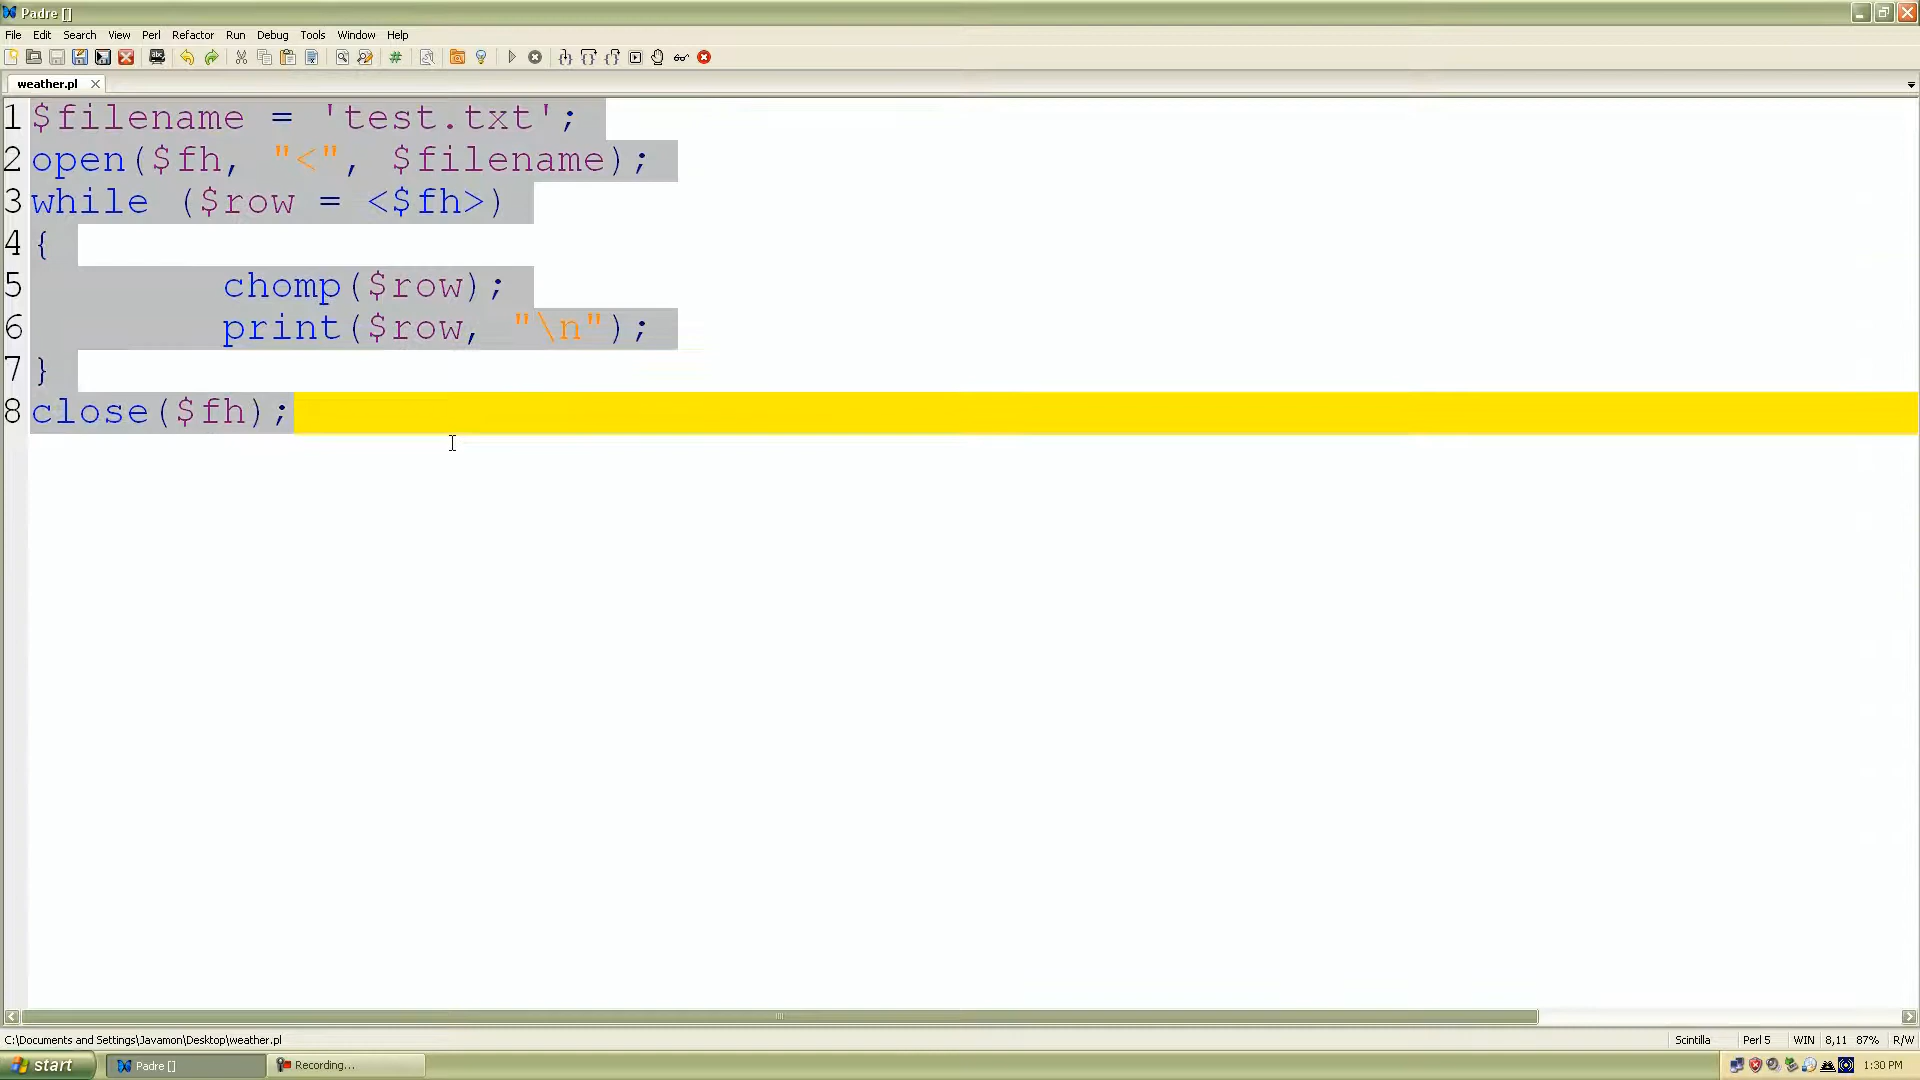 Padre []
File Edit Search View Perl Refactor Run Debug Tools Window Help
weather.pl
1 $filename = 'test.txt';
2 open($fh, "<", $filename);
3 while ($row = <$fh>)
4 {
5 chomp($row);
6 print($row, "\n");
7 }
8 close($fh);
C:\Documents and Settings\Javamon\Desktop\weather.pl Scintilla Perl 5 WIN 8,11 87% R/W
start Padre [] Recording... 1:30 PM